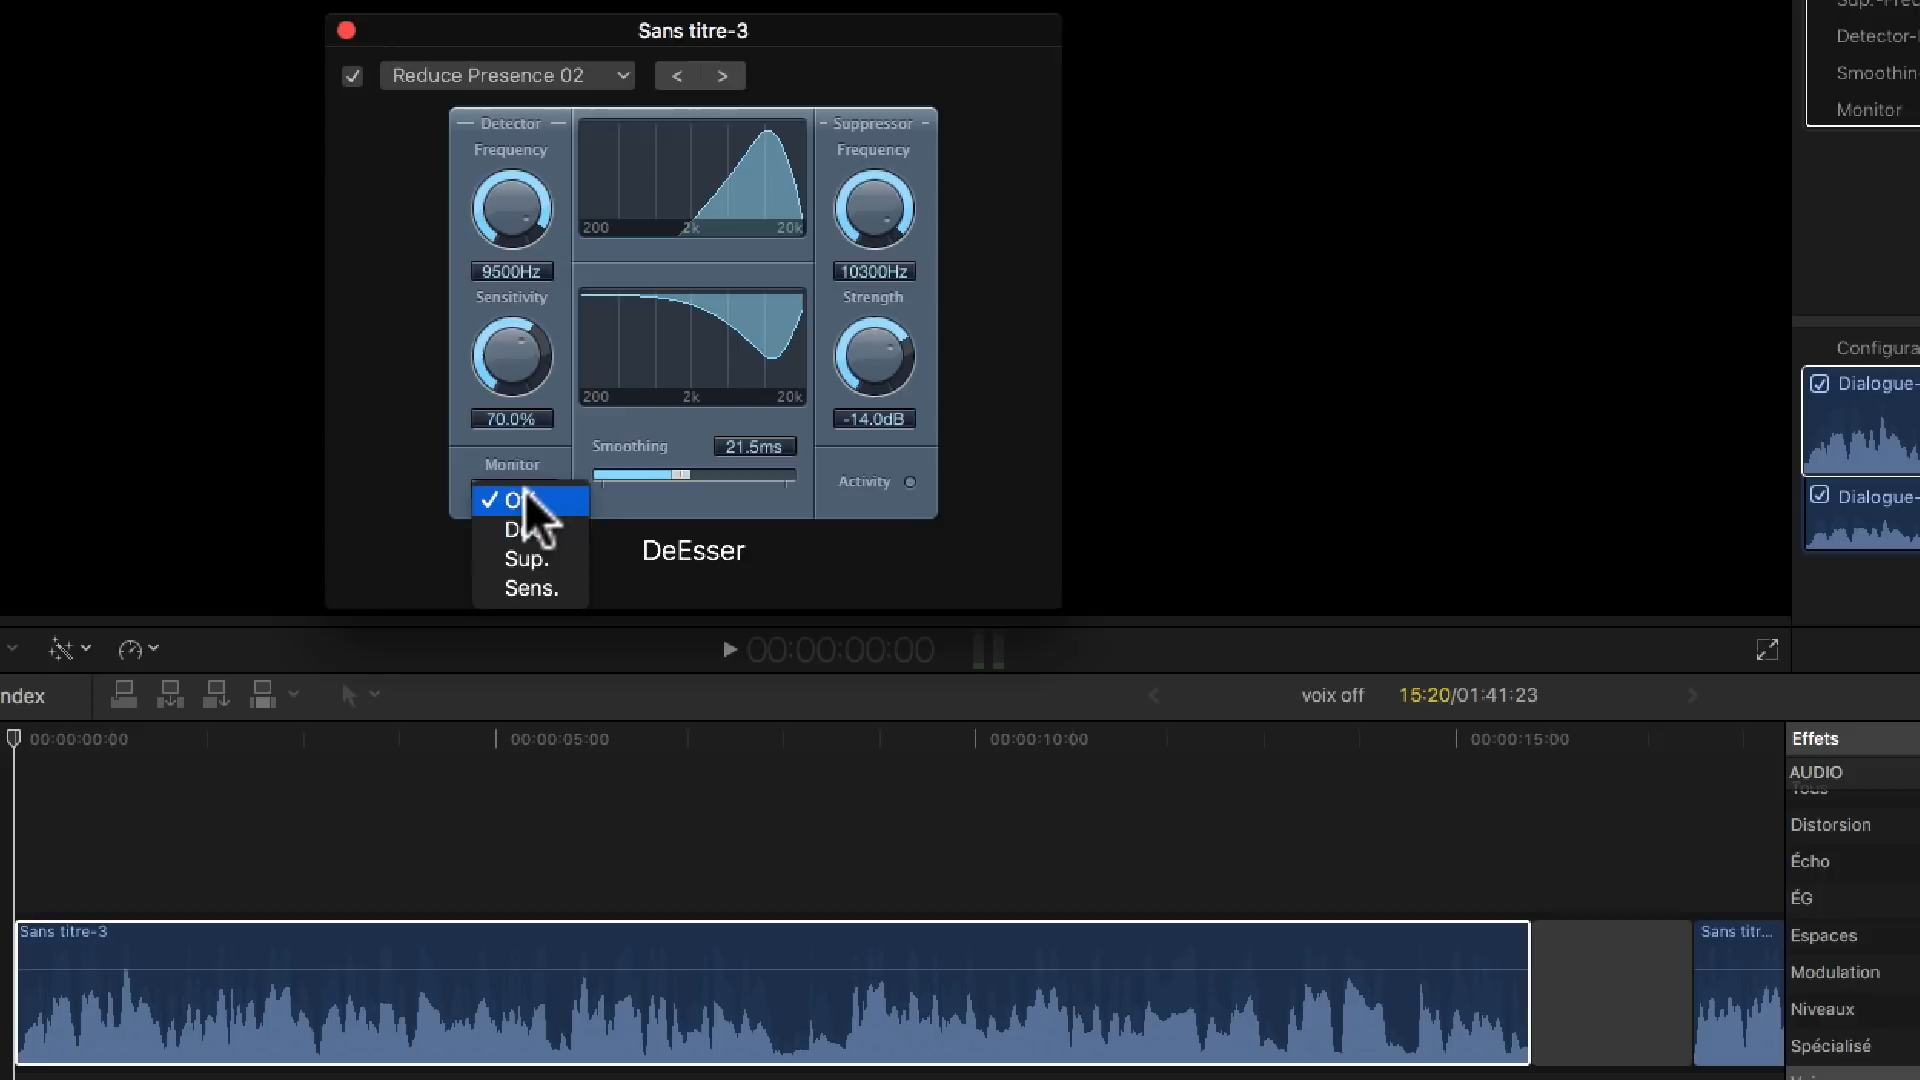 Sans titre-3
Reduce Presence 02
Detector
Frequency
9500Hz
Sensitivity
70.0%
Monitor
200 2k 20k
200 2k 20k
Smoothing 21.5ms
Suppressor
Frequency
10300Hz
Strength
-14.0dB
Activity
Sup.
Sens.
DeEsser
Detector-
Smoothin
Monitor
Configura
Dialogue-
Dialogue-
00:00:00:00
ndex
voix off 15:20/01:41:23
00:00:00:00 00:00:05:00 00:00:10:00 00:00:15:00
Sans titre-3
Sans titr...
Effets
AUDIO
Tous
Distorsion
Écho
ÉG
Espaces
Modulation
Niveaux
Spécialisé